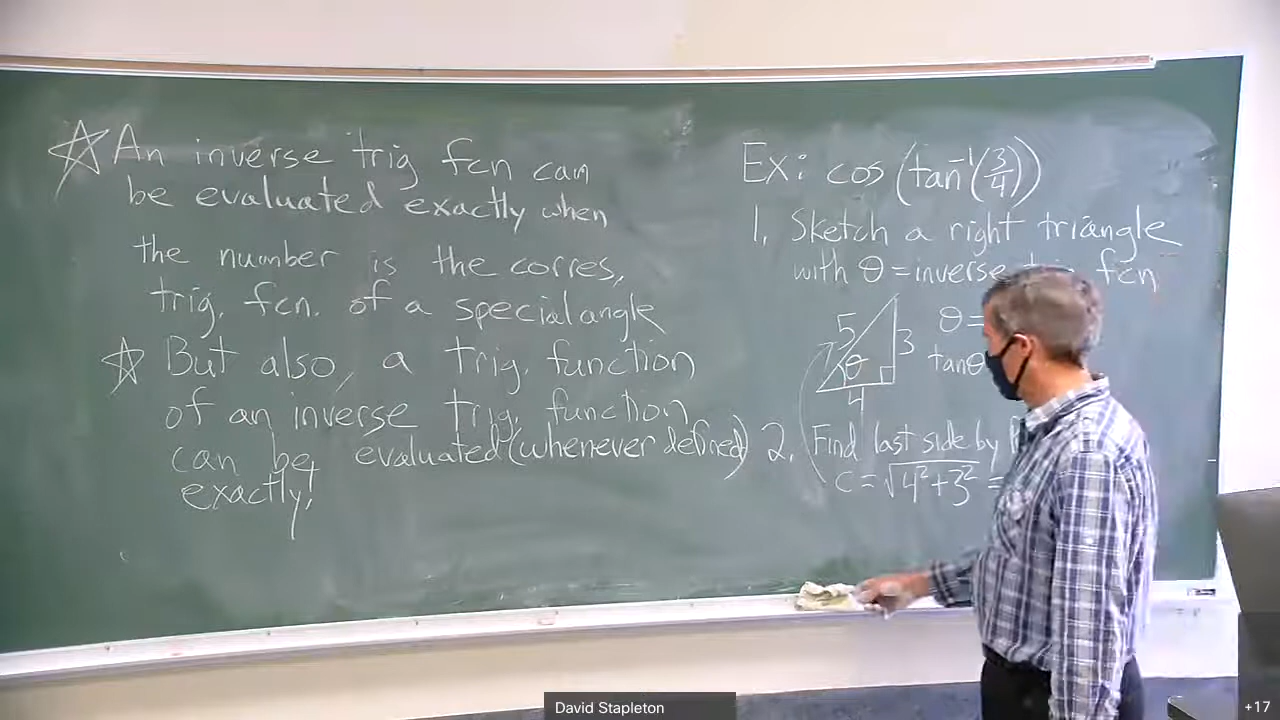 ☆ An inverse trig fcn can
be evaluated exactly when
the number is the corres,
trig. fcn. of a special angle
☆ But also, a trig. function
of an inverse trig. function
can be evaluated (whenever defined)
exactly.
Ex: cos (tan⁻¹(3/4))
1. Sketch a right triangle
with θ = inverse fcn
5 3 θ =
θ tanθ
4
2. Find last side by
c = √4²+3² =
David Stapleton
+17